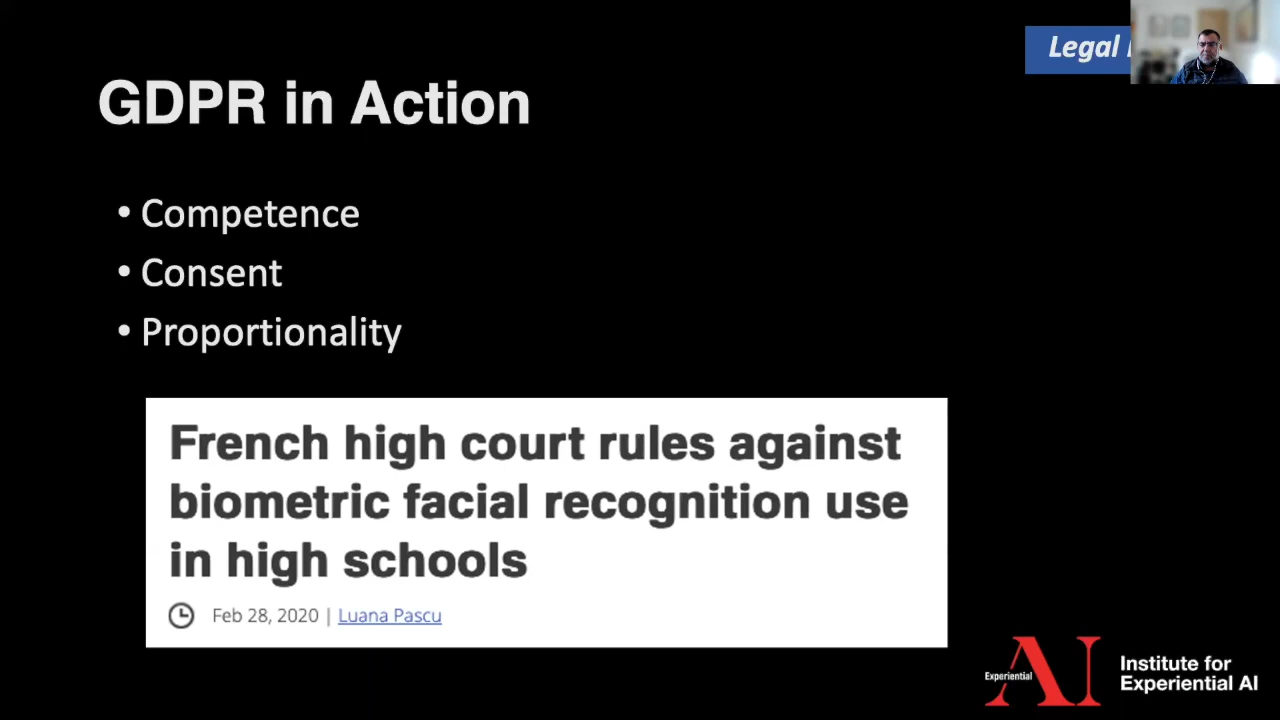 Legal
GDPR in Action
• Competence
• Consent
• Proportionality
French high court rules against
biometric facial recognition use
in high schools
Feb 28, 2020 | Luana Pascu
Experiential
AI
Institute for
Experiential AI